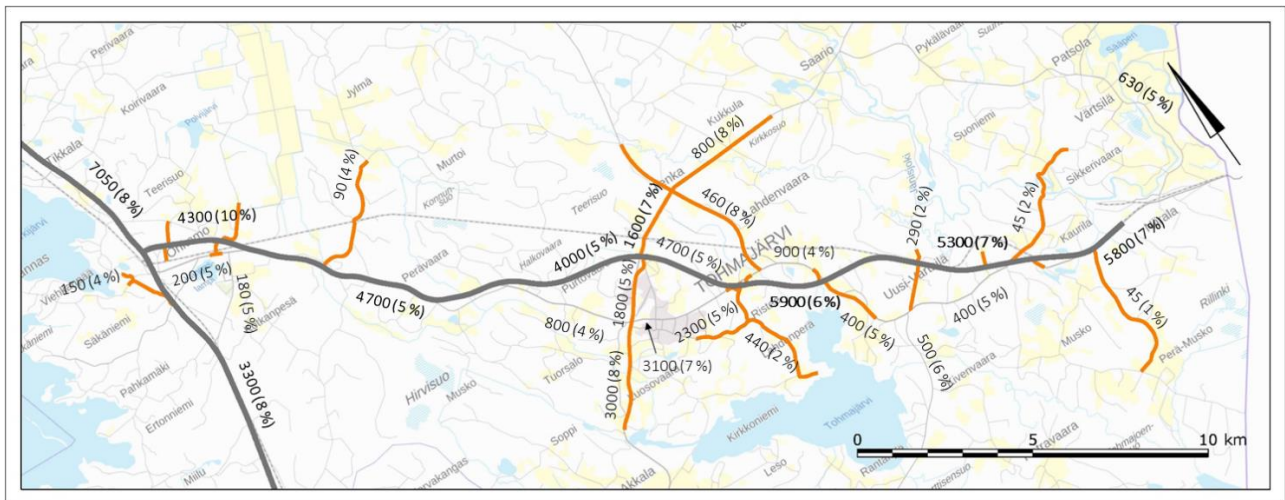 Perivaara
Koirivaara
Jylmä
Tikkala
Teerisuo
7050 (8 %)
4300 (10 %)
90 (4 %)
Murtoi
Teerisuo
Kukkula
800 (8 %)
Kirkkosuo
Saario
Pykälävaara
Patsola
Sääperi
630 (5 %)
Värtsilä
Suoniemi
Sikkerivaara
460 (8 %)
1600 (7 %)
290 (2 %)
45 (2 %)
Kaurila
200 (5 %)
180 (5 %)
150 (4 %)
Peravaara
Halkovaara
4000 (5 %)
4700 (5 %)
TOHMAJÄRVI
900 (4 %)
Uusi-Värtsilä
5300 (7 %)
5800 (7 %)
Säkäniemi
4700 (5 %)
1800 (5 %)
5900 (6 %)
800 (4 %)
2300 (5 %)
400 (5 %)
400 (5 %)
45 (1 %)
Rillinki
Pahkamäki
3300 (8 %)
Hirvisuo
Musko
Tuorsalo
3100 (7 %)
440 (2 %)
500 (6 %)
Musko
Perä-Musko
3000 (8 %)
Ertonniemi
Soppi
Kirkkoniemi
Tohmajärvi
Miilu
Leso
0
5
10 km